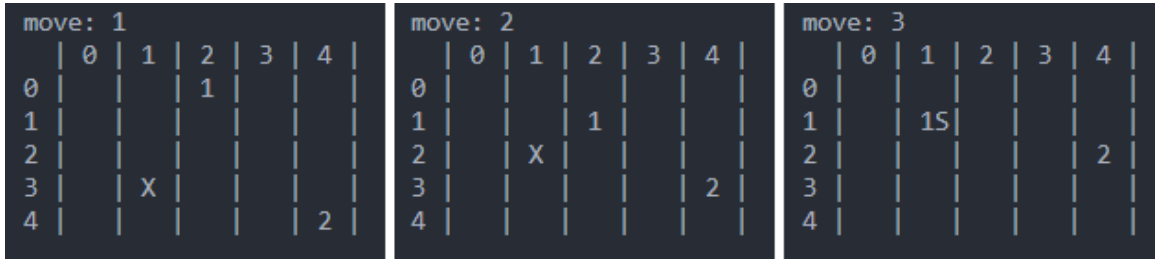 move: 1
| 0 | 1 | 2 | 3 | 4 |
0 | | | 1 | | |
1 | | | | | |
2 | | | | | |
3 | | X | | | |
4 | | | | | 2 |
move: 2
| 0 | 1 | 2 | 3 | 4 |
0 | | | | | |
1 | | | 1 | | |
2 | | X | | | |
3 | | | | | 2 |
4 | | | | | |
move: 3
| 0 | 1 | 2 | 3 | 4 |
0 | | | | | |
1 | | 1S| | | |
2 | | | | | 2 |
3 | | | | | |
4 | | | | | |